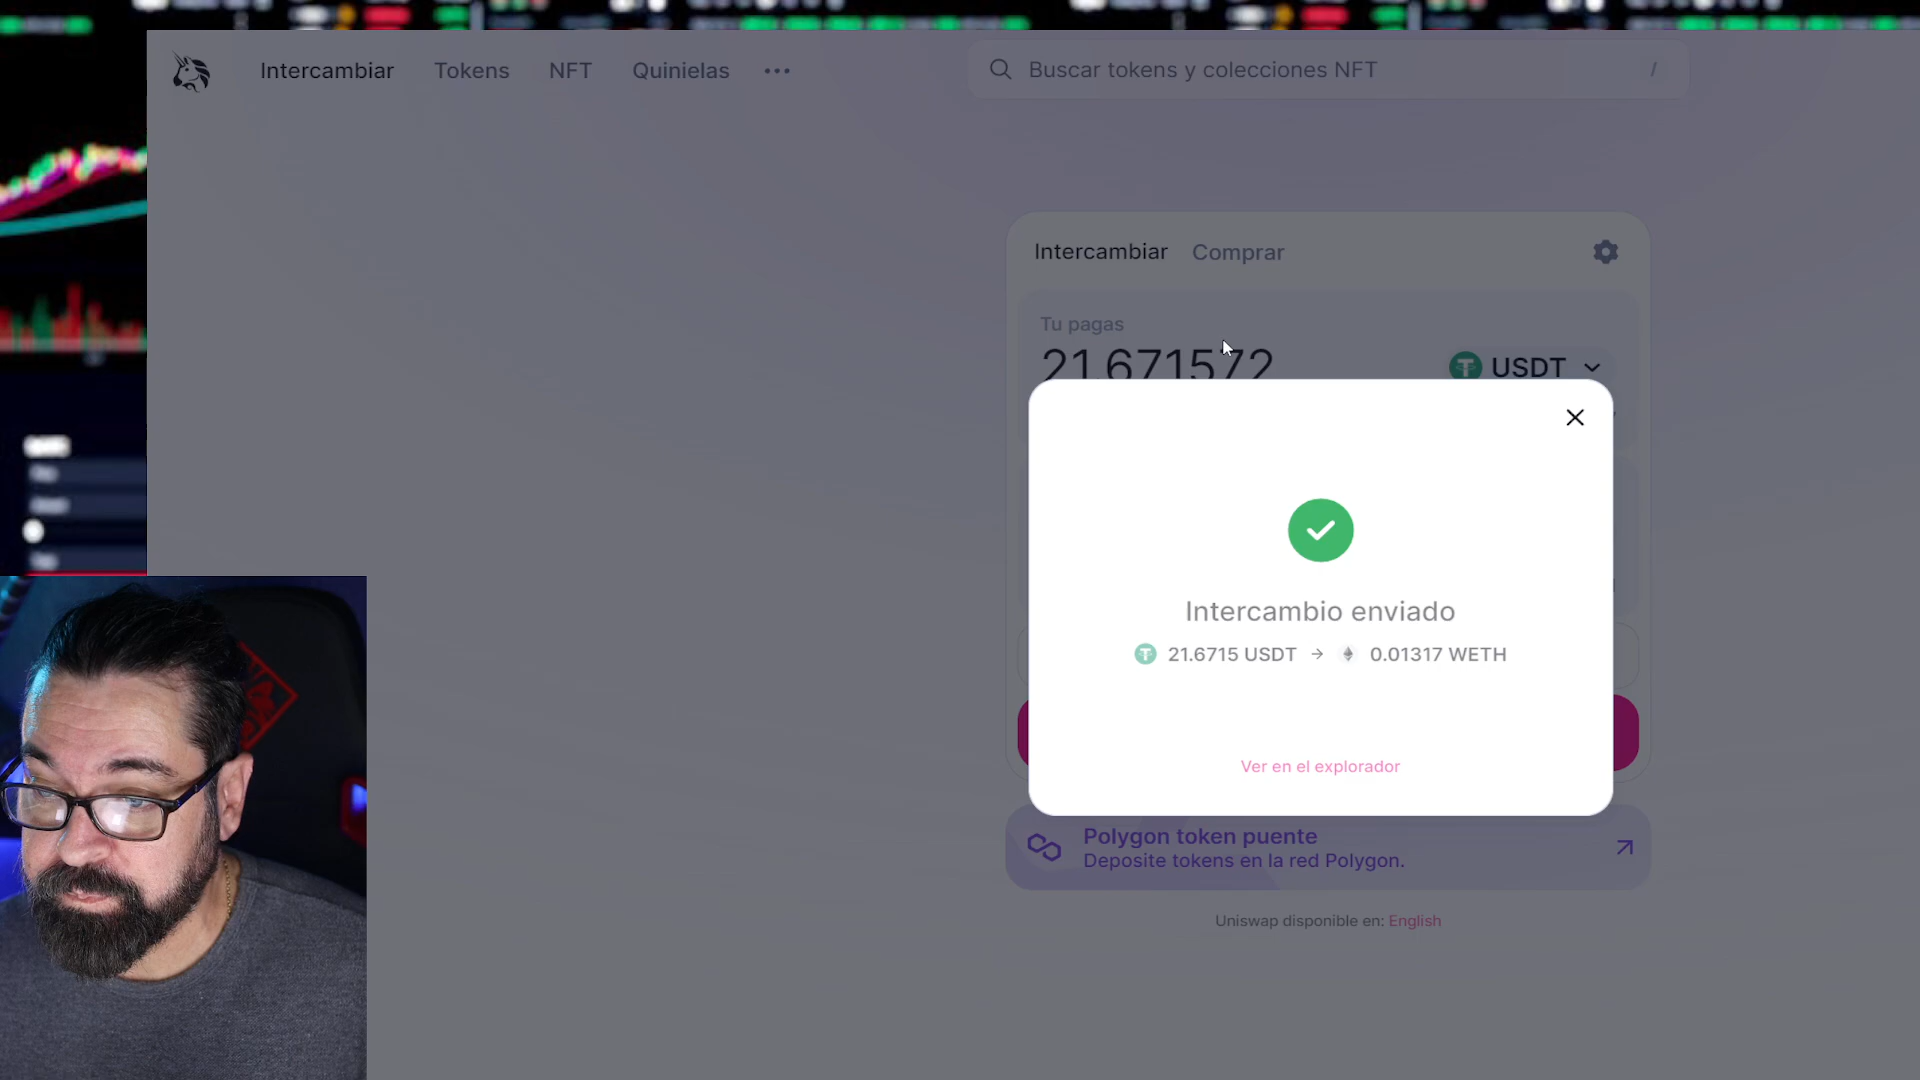 Intercambiar
Tokens
NFT
Quinielas
Buscar tokens y colecciones NFT
/
Intercambiar
Comprar
Tu pagas
21.671572
USDT
Intercambio enviado
21.6715 USDT → 0.01317 WETH
Ver en el explorador
Polygon token puente
Deposite tokens en la red Polygon.
Uniswap disponible en: English